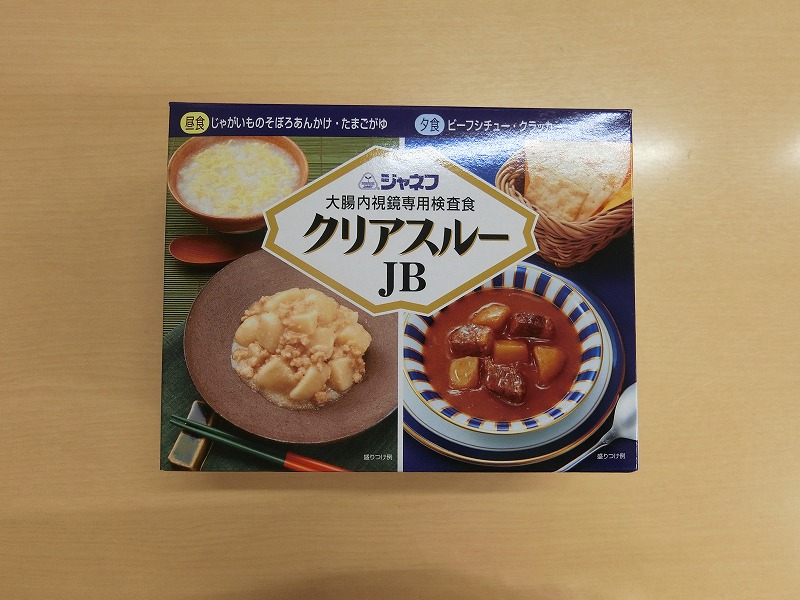 昼食 じゃがいものそぼろあんかけ・たまごがゆ
夕食 ビーフシチュー・クラッカー
ジャネフ
大腸内視鏡専用検査食
クリアスルー
JB
盛りつけ例
盛りつけ例